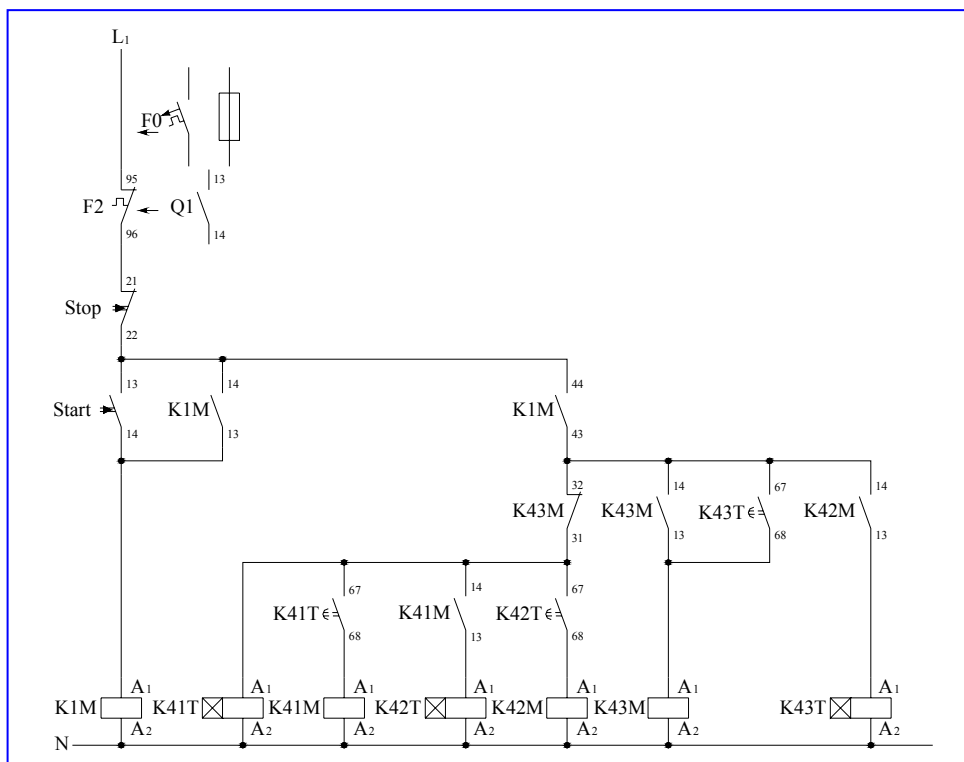 L1
F0
95
13
F2
Q1
96
14
21
Stop
22
13
14
44
Start
K1M
K1M
14
13
43
32
14
67
14
K43M
K43M
K43T
K42M
31
13
68
13
67
14
67
K41T
K41M
K42T
68
13
68
A1
A1
A1
A1
A1
A1
A1
K1M
K41T
K41M
K42T
K42M
K43M
K43T
A2
A2
A2
A2
A2
A2
A2
N